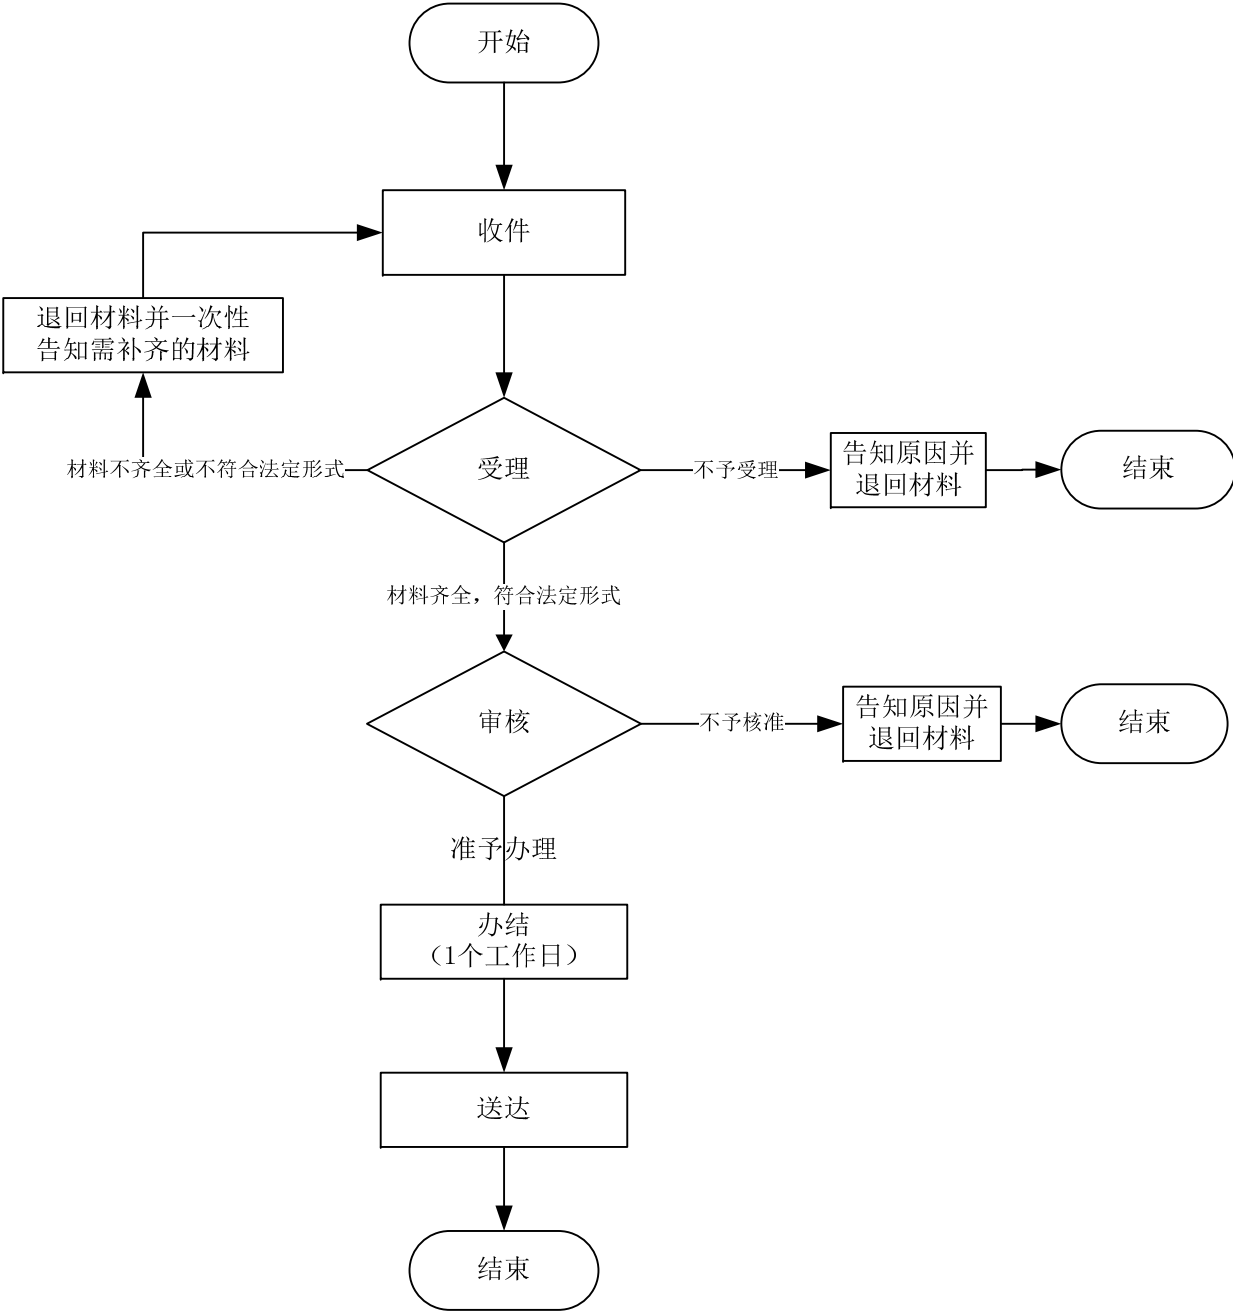 开始
收件
退回材料并一次性
告知需补齐的材料
材料不齐全或不符合法定形式
受理
不予受理
告知原因并
退回材料
结束
材料齐全，符合法定形式
审核
不予核准
告知原因并
退回材料
结束
准予办理
办结
（1个工作日）
送达
结束